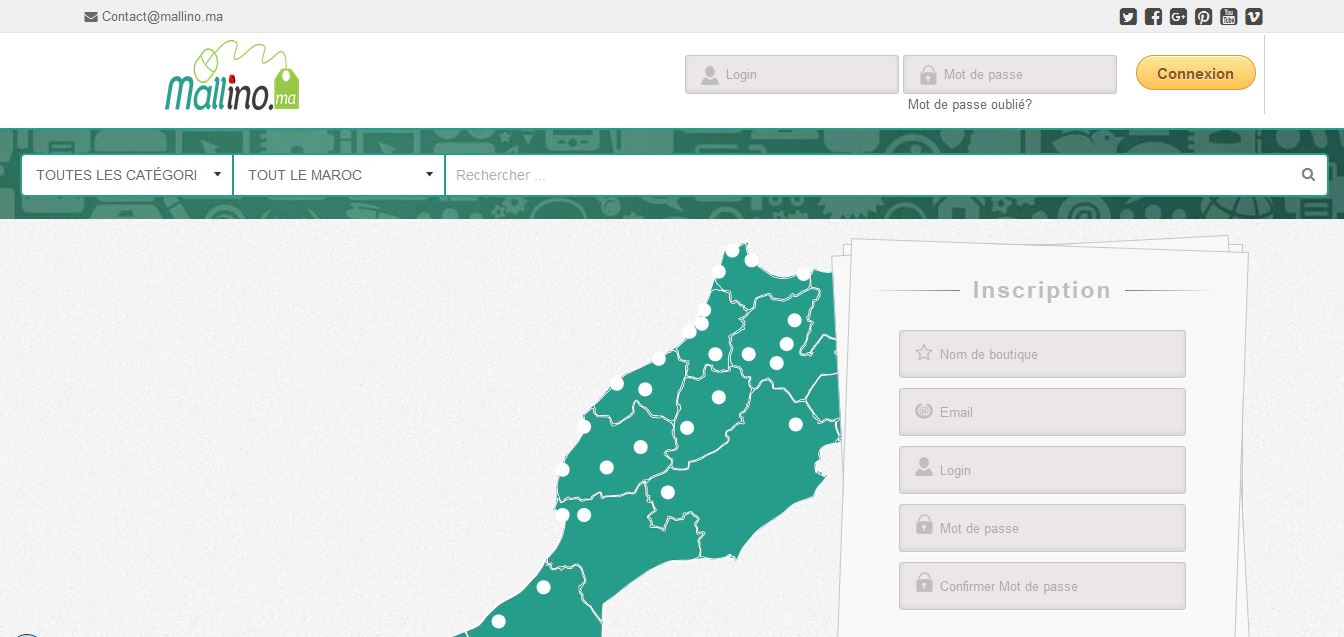 Contact@mallino.ma
Mallino.ma
Login
Mot de passe
Connexion
Mot de passe oublié?
TOUTES LES CATÉGORI
TOUT LE MAROC
Rechercher ...
Inscription
Nom de boutique
Email
Login
Mot de passe
Confirmer Mot de passe